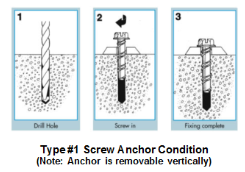 1
2
3
Drill Hole
Screw in
Fixing complete
Type#1 Screw Anchor Condition
(Note: Anchor is removable vertically)